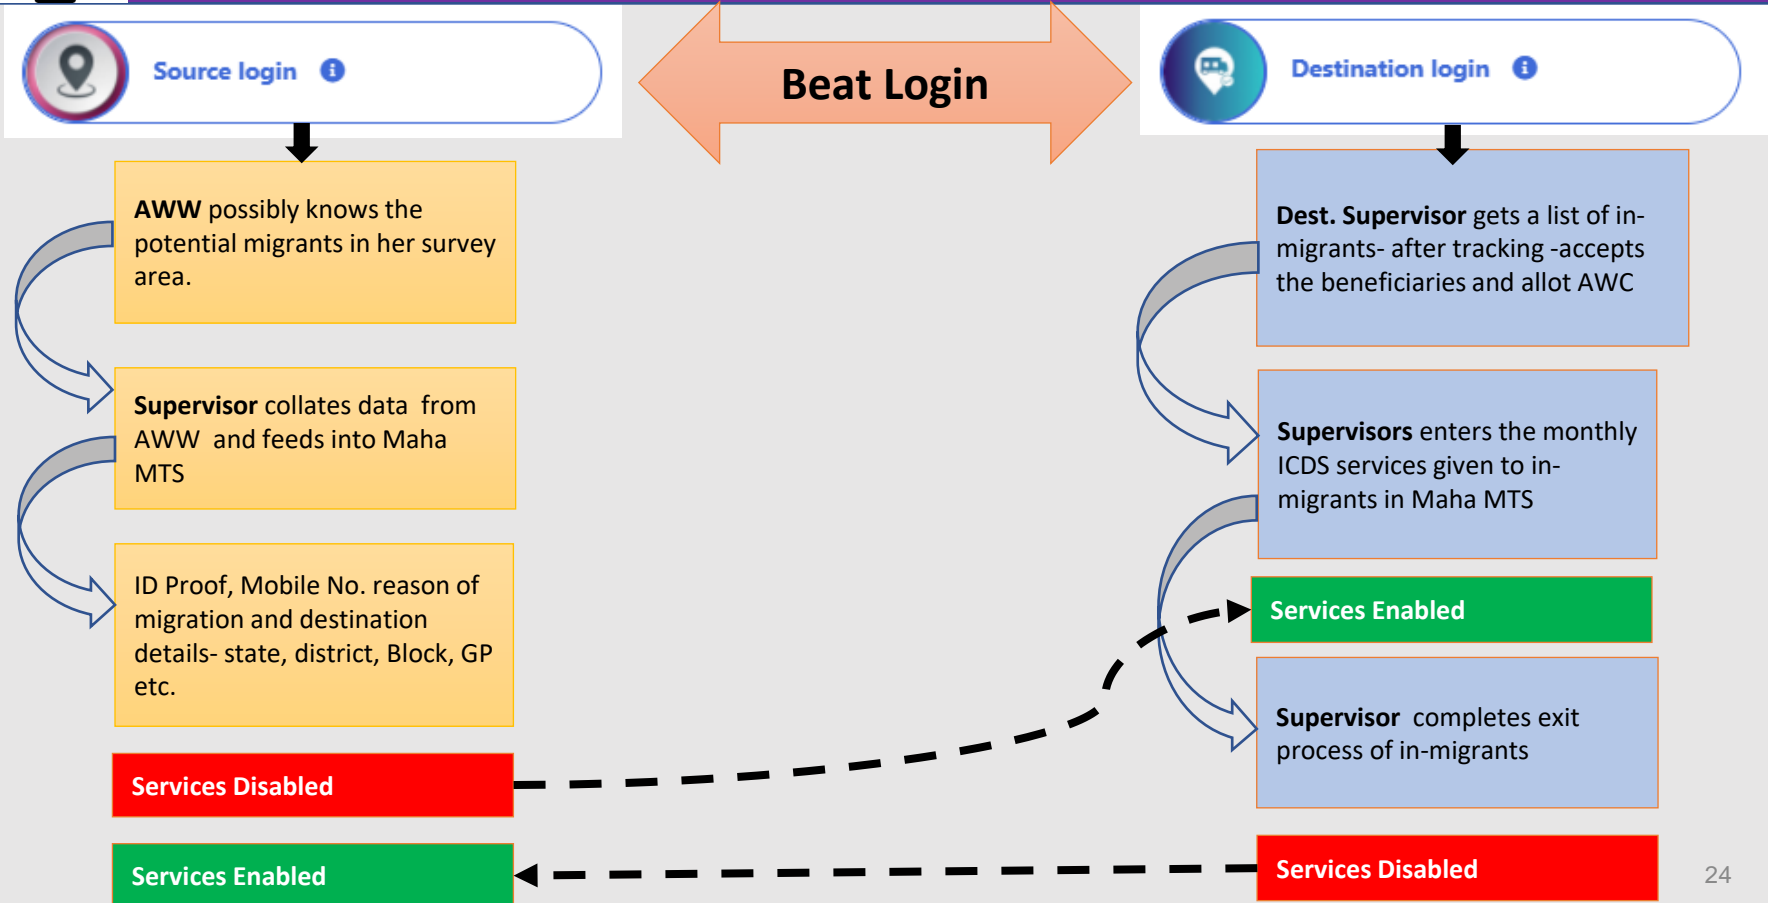 Source login
Beat Login
Destination login
AWW possibly knows the
potential migrants in her survey
area.
Supervisor collates data from
AWW and feeds into Maha
MTS
ID Proof, Mobile No. reason of
migration and destination
details- state, district, Block, GP
etc.
Services Disabled
Services Enabled
Dest. Supervisor gets a list of in-
migrants- after tracking -accepts
the beneficiaries and allot AWC
Supervisors enters the monthly
ICDS services given to in-
migrants in Maha MTS
Services Enabled
Supervisor completes exit
process of in-migrants
Services Disabled
24